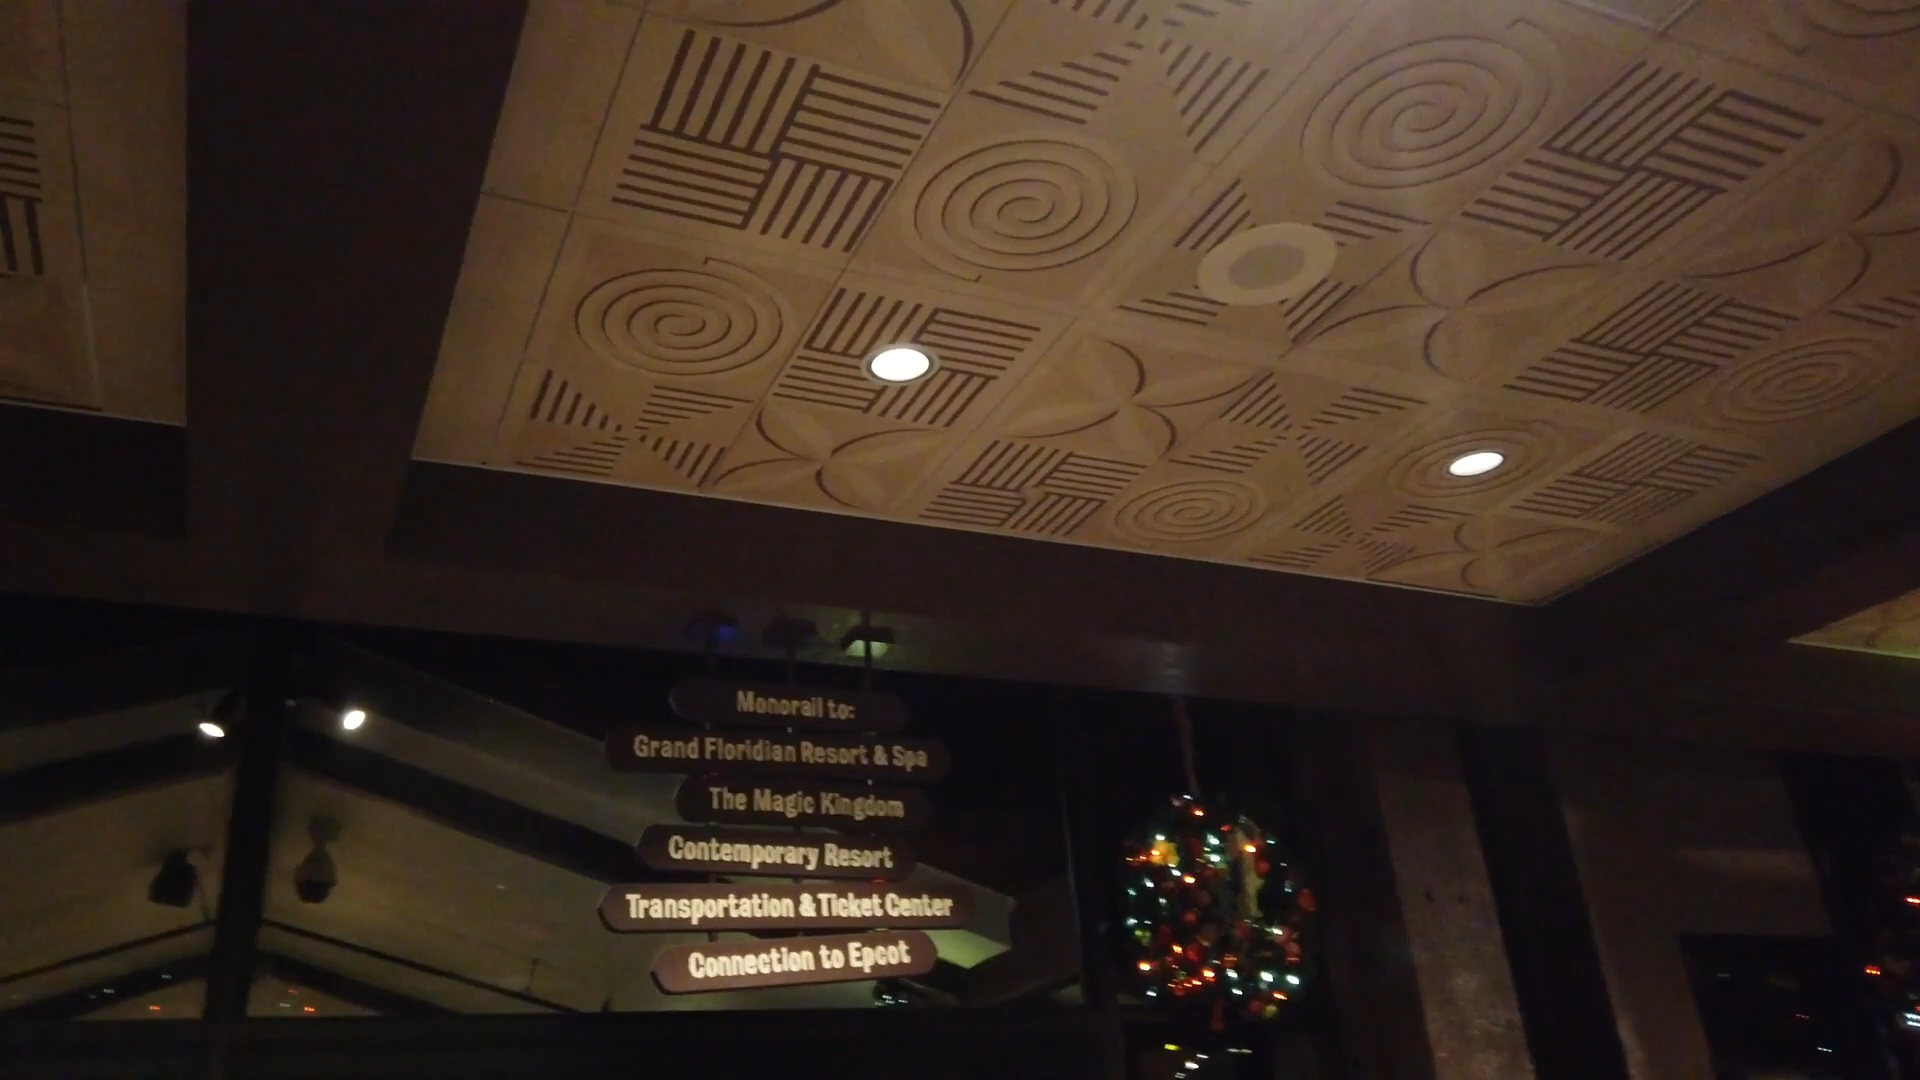 Monorail to:
Grand Floridian Resort & Spa
The Magic Kingdom
Contemporary Resort
Transportation & Ticket Center
Connection to Epcot